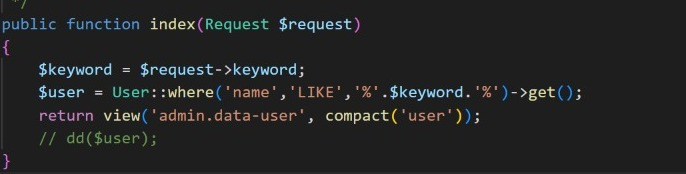 */
public function index(Request $request)
{
    $keyword = $request->keyword;
    $user = User::where('name','LIKE','%'.$keyword.'%')->get();
    return view('admin.data-user', compact('user'));
    // dd($user);
}